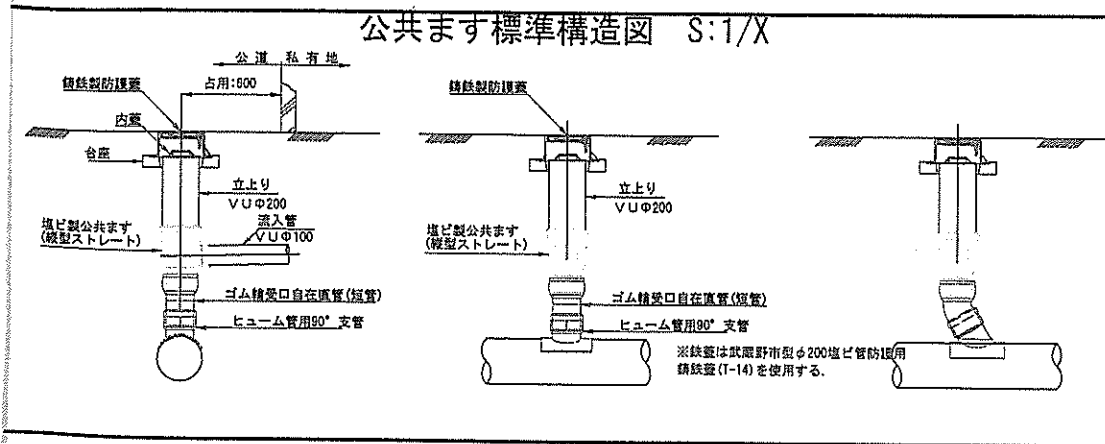 公共ます標準構造図 S:1/X
公道 私有地
占用:600
鋳鉄製防護蓋
内蓋
台座
立上り
VUΦ200
流入管
VUΦ100
塩ビ製公共ます
(縦型ストレート)
ゴム輪受口自在直管(短管)
ヒューム管用90°支管
鋳鉄製防護蓋
立上り
VUΦ200
塩ビ製公共ます
(縦型ストレート)
ゴム輪受口自在直管(短管)
ヒューム管用90°支管
※鉄蓋は武蔵野市型φ200塩ビ管防護用
鋳鉄蓋(T-14)を使用する.